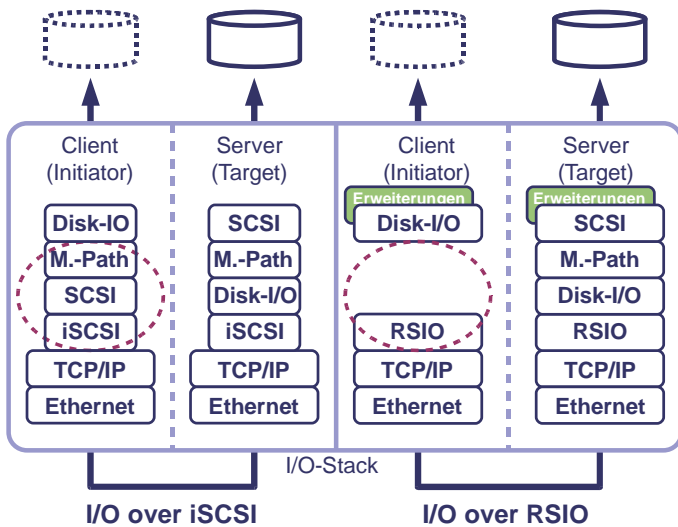 Client
(Initiator)
Disk-IO
M.-Path
SCSI
iSCSI
TCP/IP
Ethernet
Server
(Target)
SCSI
M.-Path
Disk-I/O
iSCSI
TCP/IP
Ethernet
Client
(Initiator)
Erweiterungen
Disk-I/O
RSIO
TCP/IP
Ethernet
Server
(Target)
Erweiterungen
SCSI
M.-Path
Disk-I/O
RSIO
TCP/IP
Ethernet
I/O-Stack
I/O over iSCSI
I/O over RSIO